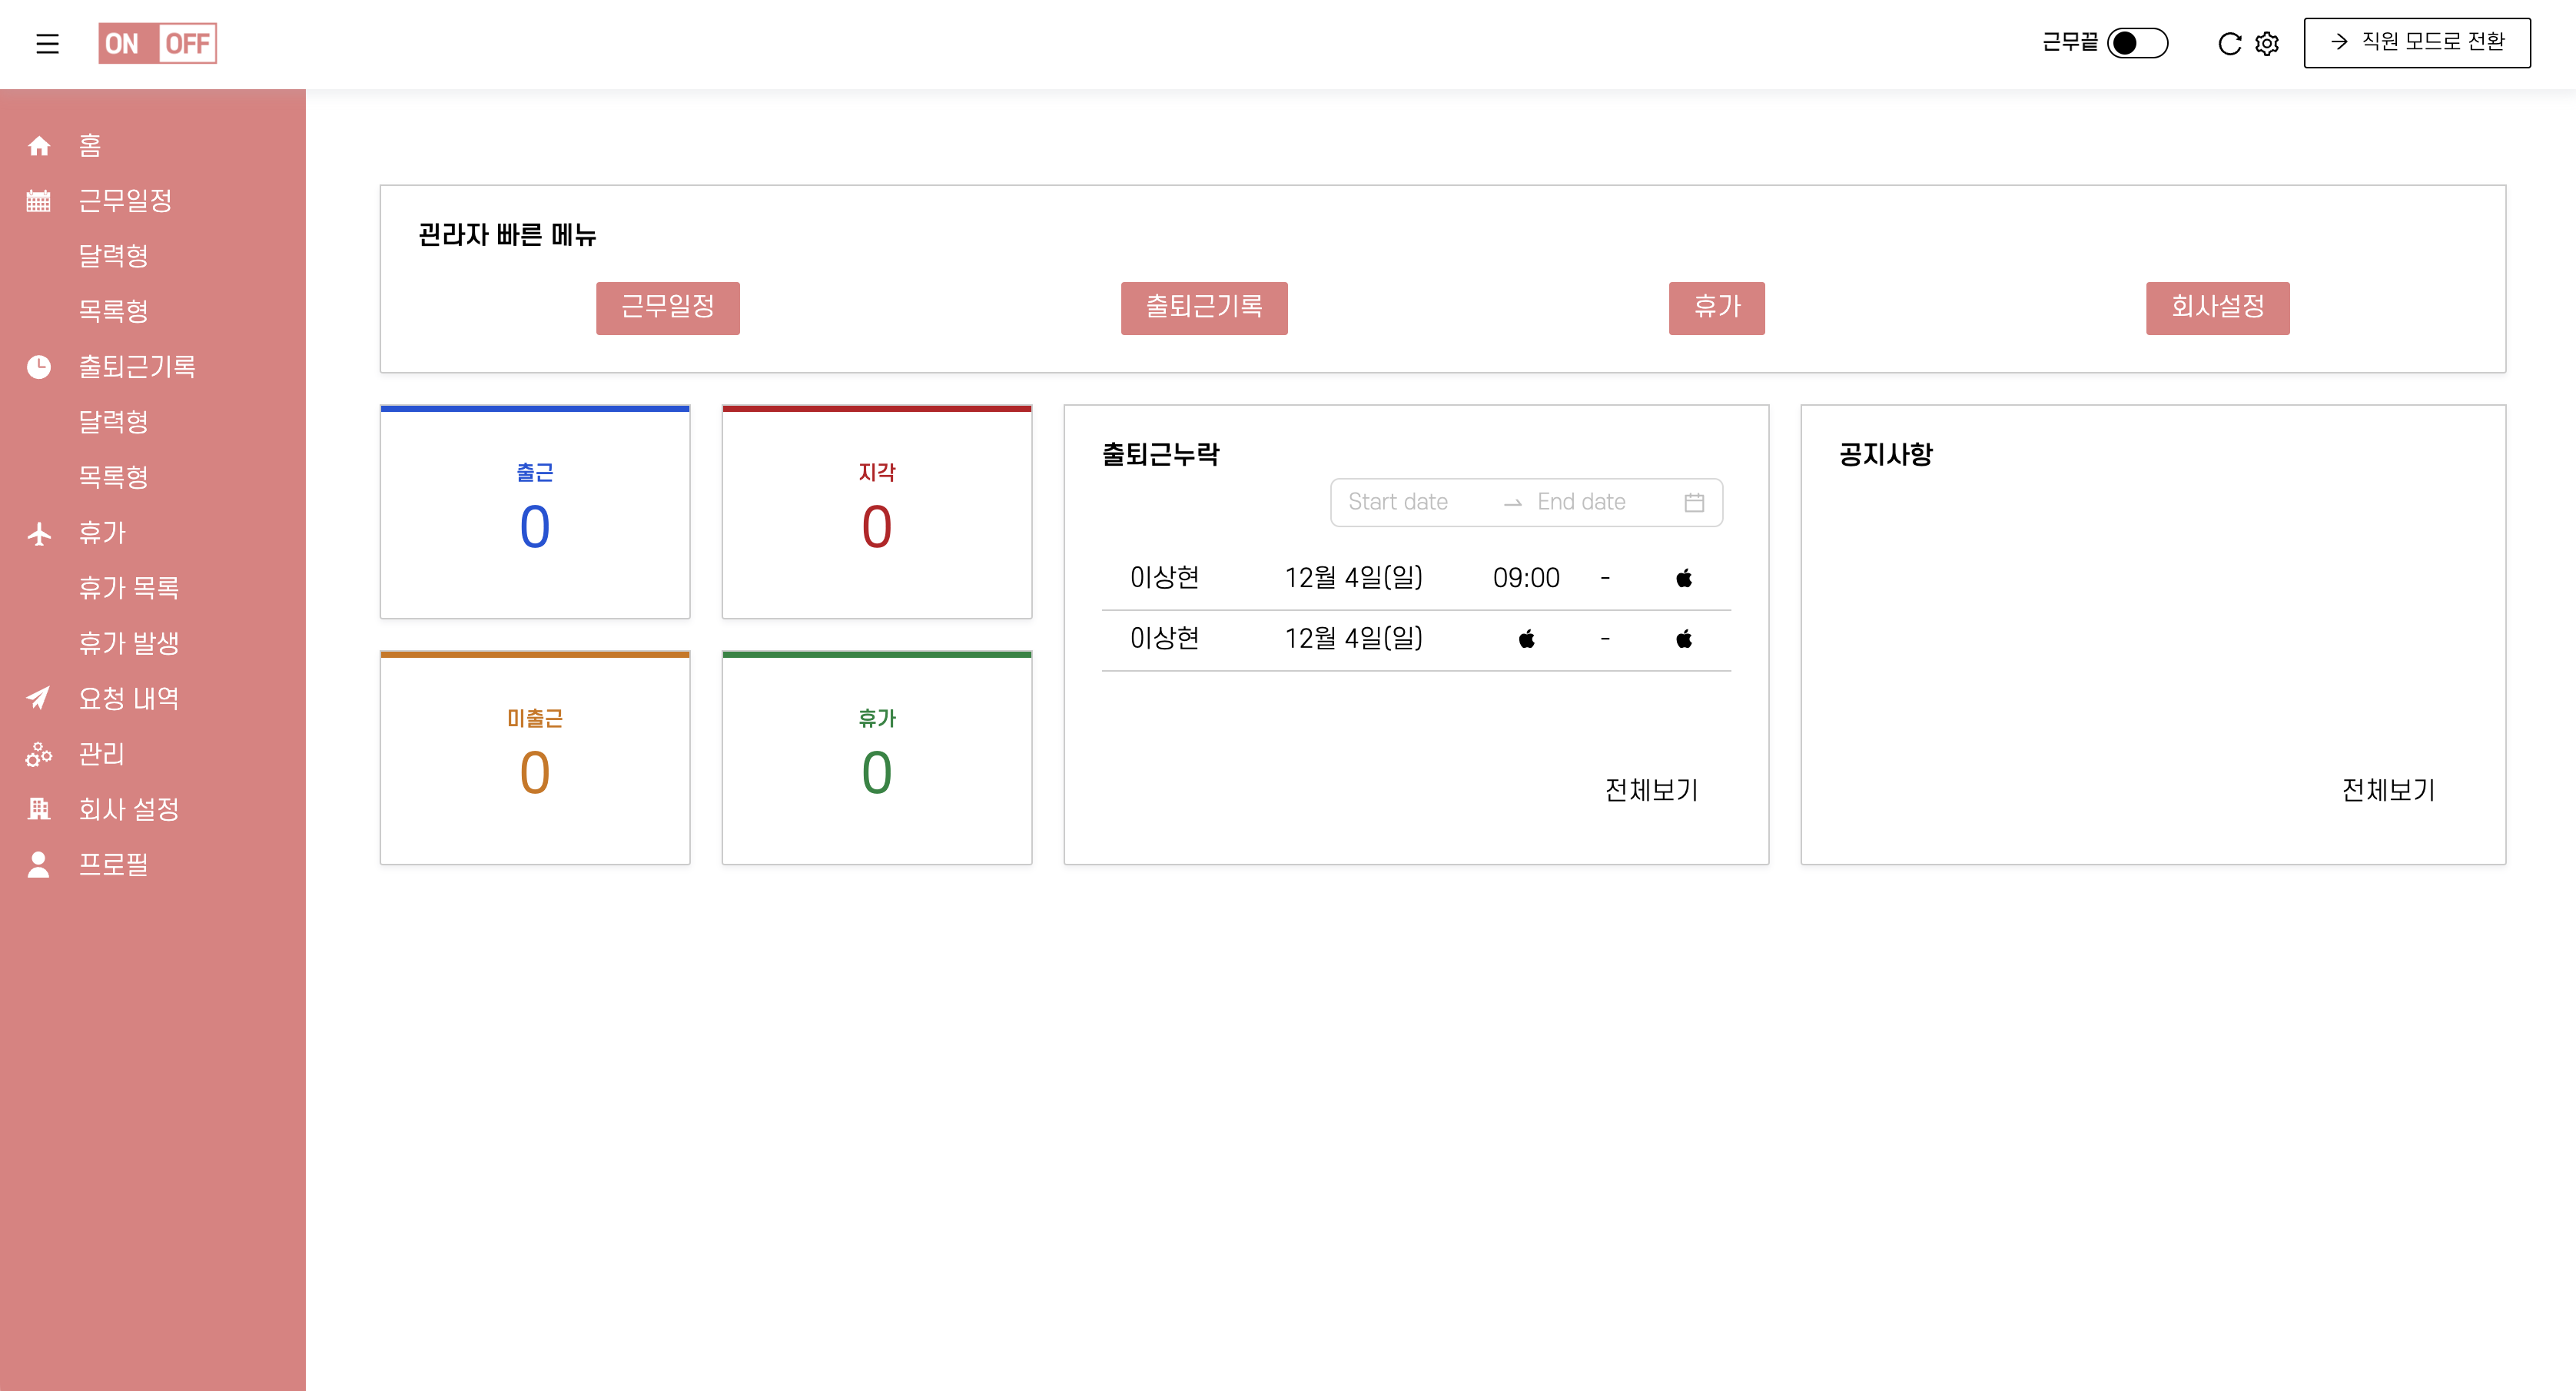 ON OFF
근무끝
직원 모드로 전환
홈
근무일정
달력형
목록형
출퇴근기록
달력형
목록형
휴가
휴가 목록
휴가 발생
요청 내역
관리
회사 설정
프로필
괸라자 빠른 메뉴
근무일정 출퇴근기록 휴가 회사설정
출근
0
지각
0
미출근
0
휴가
0
출퇴근누락
Start date End date
이상현 12월 4일(일) 09:00 -
이상현 12월 4일(일) -
전체보기
공지사항
전체보기